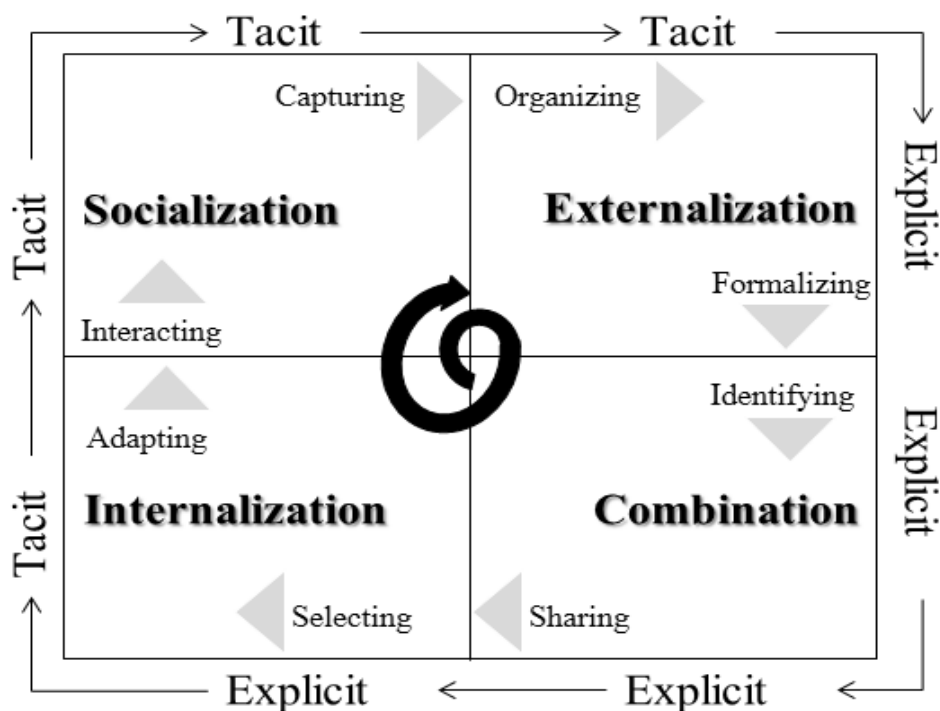 Tacit
Tacit
Capturing
Organizing
Explicit
Tacit
Socialization
Externalization
Formalizing
Interacting
Identifying
Adapting
Explicit
Tacit
Internalization
Combination
Selecting
Sharing
Explicit
Explicit